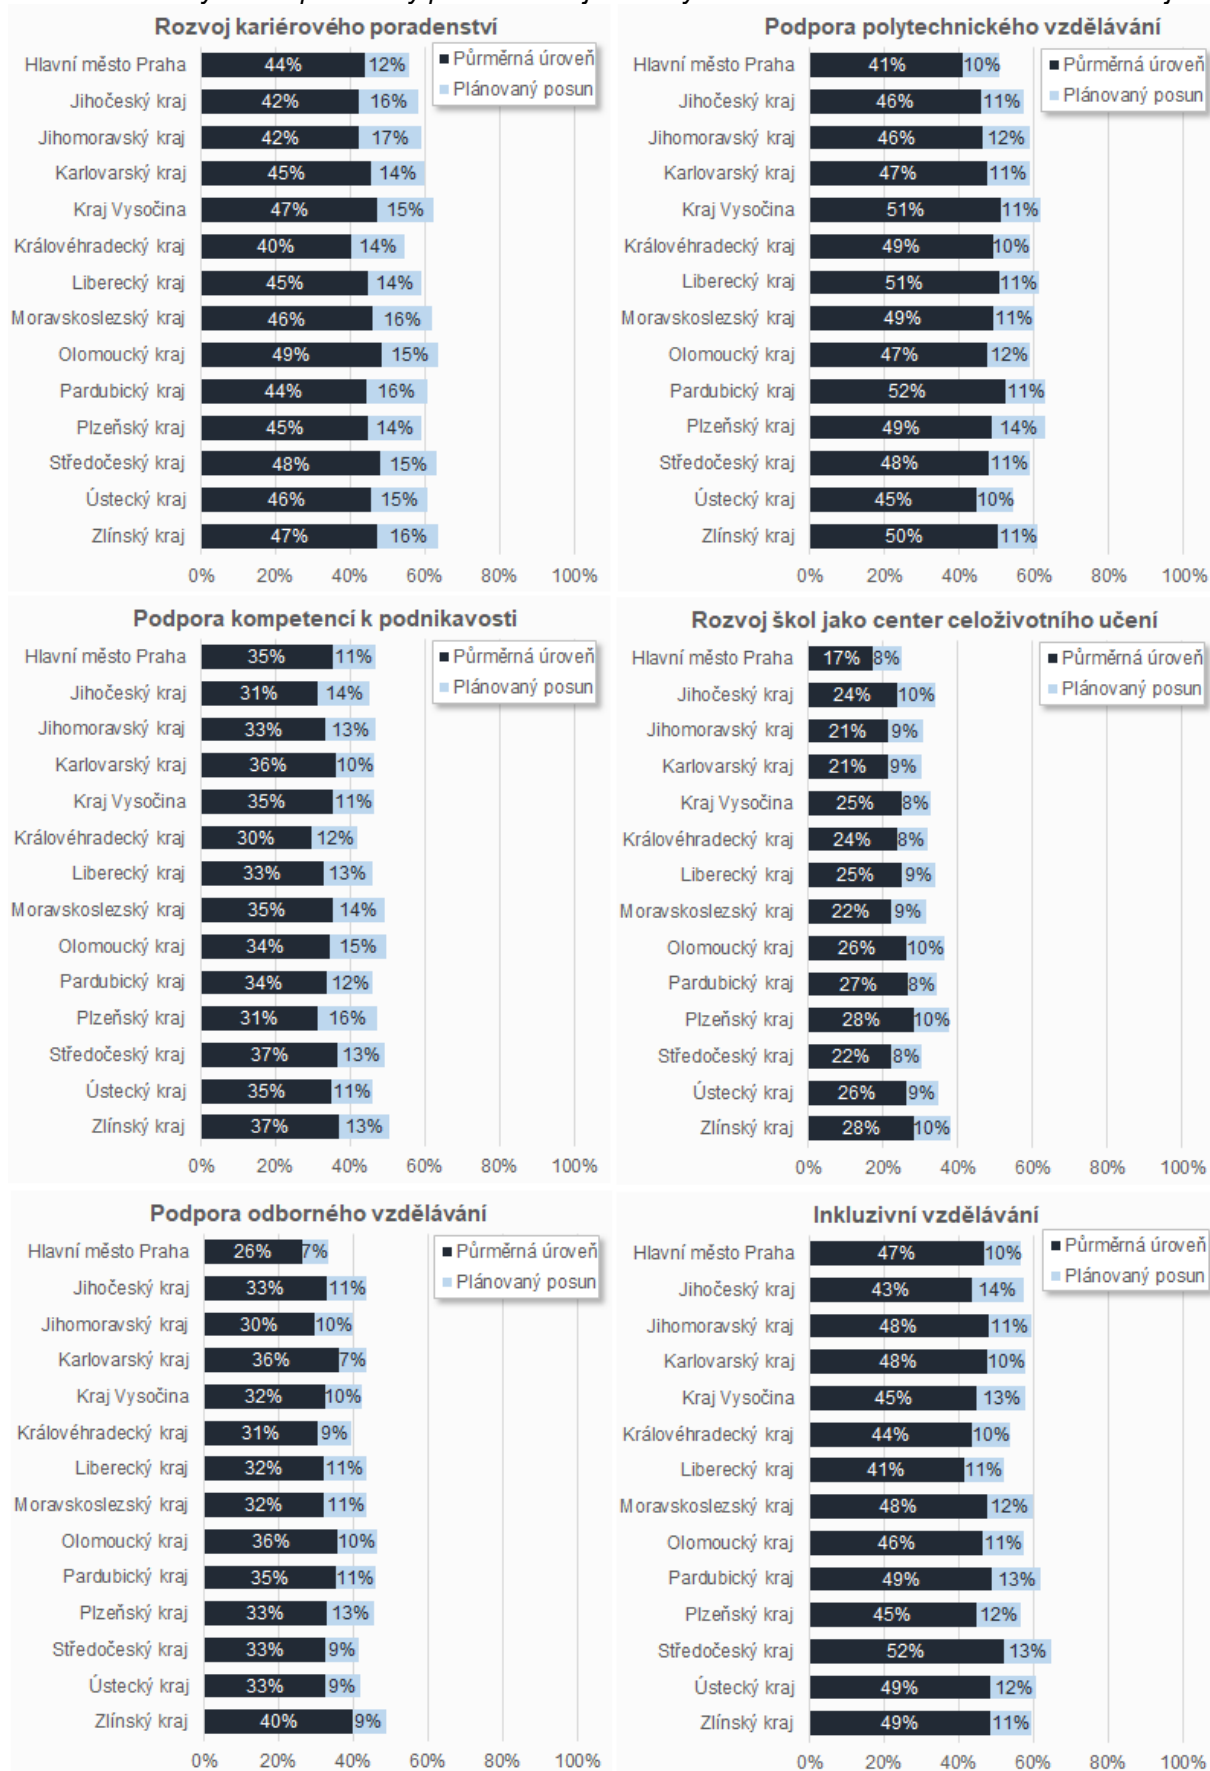 Rozvoj kariérového poradenství
Hlavní město Praha 44% 12%
Jihočeský kraj 42% 16%
Jihomoravský kraj 42% 17%
Karlovarský kraj 45% 14%
Kraj Vysočina 47% 15%
Královéhradecký kraj 40% 14%
Liberecký kraj 45% 14%
Moravskoslezský kraj 46% 16%
Olomoucký kraj 49% 15%
Pardubický kraj 44% 16%
Plzeňský kraj 45% 14%
Středočeský kraj 48% 15%
Ústecký kraj 46% 15%
Zlínský kraj 47% 16%
0% 20% 40% 60% 80% 100%
Půrměrná úroveň
Plánovaný posun
Podpora polytechnického vzdělávání
Hlavní město Praha 41% 10%
Jihočeský kraj 46% 11%
Jihomoravský kraj 46% 12%
Karlovarský kraj 47% 11%
Kraj Vysočina 51% 11%
Královéhradecký kraj 49% 10%
Liberecký kraj 51% 11%
Moravskoslezský kraj 49% 11%
Olomoucký kraj 47% 12%
Pardubický kraj 52% 11%
Plzeňský kraj 49% 14%
Středočeský kraj 48% 11%
Ústecký kraj 45% 10%
Zlínský kraj 50% 11%
0% 20% 40% 60% 80% 100%
Půrměrná úroveň
Plánovaný posun
Podpora kompetencí k podnikavosti
Hlavní město Praha 35% 11%
Jihočeský kraj 31% 14%
Jihomoravský kraj 33% 13%
Karlovarský kraj 36% 10%
Kraj Vysočina 35% 11%
Královéhradecký kraj 30% 12%
Liberecký kraj 33% 13%
Moravskoslezský kraj 35% 14%
Olomoucký kraj 34% 15%
Pardubický kraj 34% 12%
Plzeňský kraj 31% 16%
Středočeský kraj 37% 13%
Ústecký kraj 35% 11%
Zlínský kraj 37% 13%
0% 20% 40% 60% 80% 100%
Půrměrná úroveň
Plánovaný posun
Rozvoj škol jako center celoživotního učení
Hlavní město Praha 17% 8%
Jihočeský kraj 24% 10%
Jihomoravský kraj 21% 9%
Karlovarský kraj 21% 9%
Kraj Vysočina 25% 8%
Královéhradecký kraj 24% 8%
Liberecký kraj 25% 9%
Moravskoslezský kraj 22% 9%
Olomoucký kraj 26% 10%
Pardubický kraj 27% 8%
Plzeňský kraj 28% 10%
Středočeský kraj 22% 8%
Ústecký kraj 26% 9%
Zlínský kraj 28% 10%
0% 20% 40% 60% 80% 100%
Půrměrná úroveň
Plánovaný posun
Podpora odborného vzdělávání
Hlavní město Praha 26% 7%
Jihočeský kraj 33% 11%
Jihomoravský kraj 30% 10%
Karlovarský kraj 36% 7%
Kraj Vysočina 32% 10%
Královéhradecký kraj 31% 9%
Liberecký kraj 32% 11%
Moravskoslezský kraj 32% 11%
Olomoucký kraj 36% 10%
Pardubický kraj 35% 11%
Plzeňský kraj 33% 13%
Středočeský kraj 33% 9%
Ústecký kraj 33% 9%
Zlínský kraj 40% 9%
0% 20% 40% 60% 80% 100%
Půrměrná úroveň
Plánovaný posun
Inkluzivní vzdělávání
Hlavní město Praha 47% 10%
Jihočeský kraj 43% 14%
Jihomoravský kraj 48% 11%
Karlovarský kraj 48% 10%
Kraj Vysočina 45% 13%
Královéhradecký kraj 44% 10%
Liberecký kraj 41% 11%
Moravskoslezský kraj 48% 12%
Olomoucký kraj 46% 11%
Pardubický kraj 49% 13%
Plzeňský kraj 45% 12%
Středočeský kraj 52% 13%
Ústecký kraj 49% 12%
Zlínský kraj 49% 11%
0% 20% 40% 60% 80% 100%
Půrměrná úroveň
Plánovaný posun